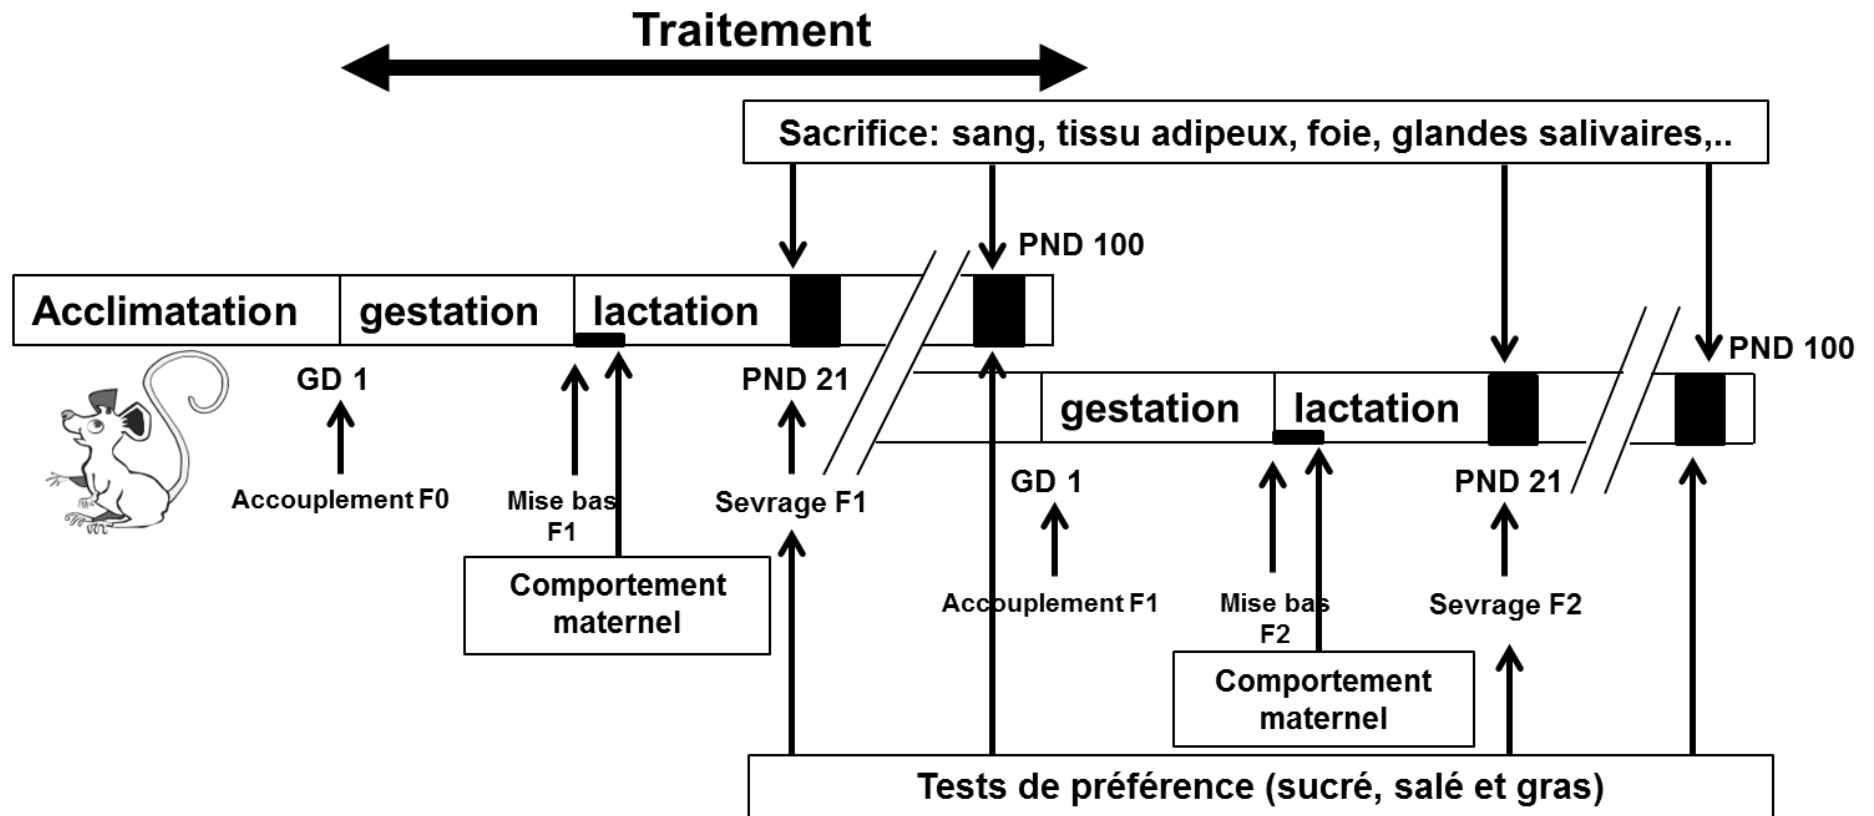 Traitement
Sacrifice: sang, tissu adipeux, foie, glandes salivaires,..
PND 100
Acclimatation
gestation
lactation
GD 1
PND 21
Accouplement F0
Mise bas
F1
Sevrage F1
Comportement
maternel
PND 100
gestation
lactation
GD 1
PND 21
Accouplement F1
Mise bas
F2
Sevrage F2
Comportement
maternel
Tests de préférence (sucré, salé et gras)